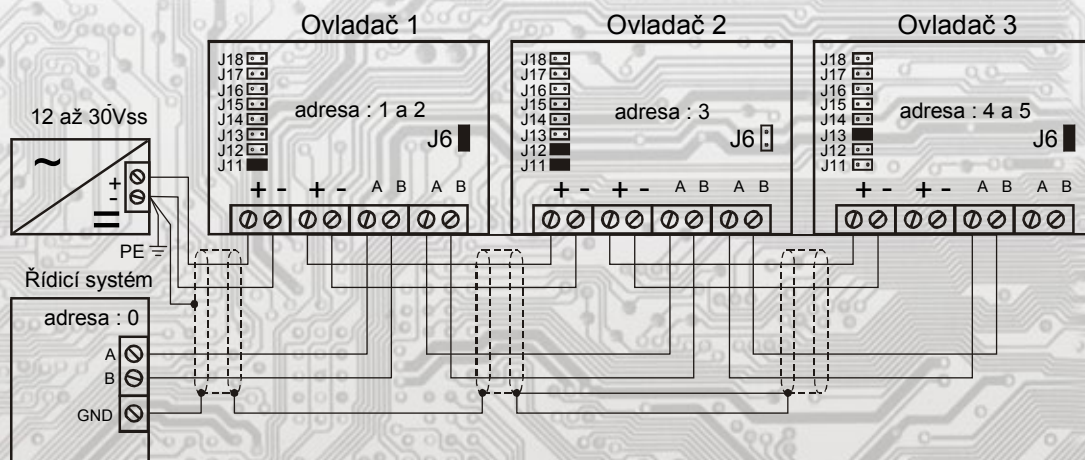 Ovladač 1
J18
J17
J16
J15
J14
J13
J12
J11
adresa : 1 a 2
J6
+ - + - A B A B
Ovladač 2
J18
J17
J16
J15
J14
J13
J12
J11
adresa : 3
J6
+ - + - A B A B
Ovladač 3
J18
J17
J16
J15
J14
J13
J12
J11
adresa : 4 a 5
J6
+ - + - A B A B
12 až 30Vss
~
+
-
=
PE
Řídicí systém
adresa : 0
A
B
GND